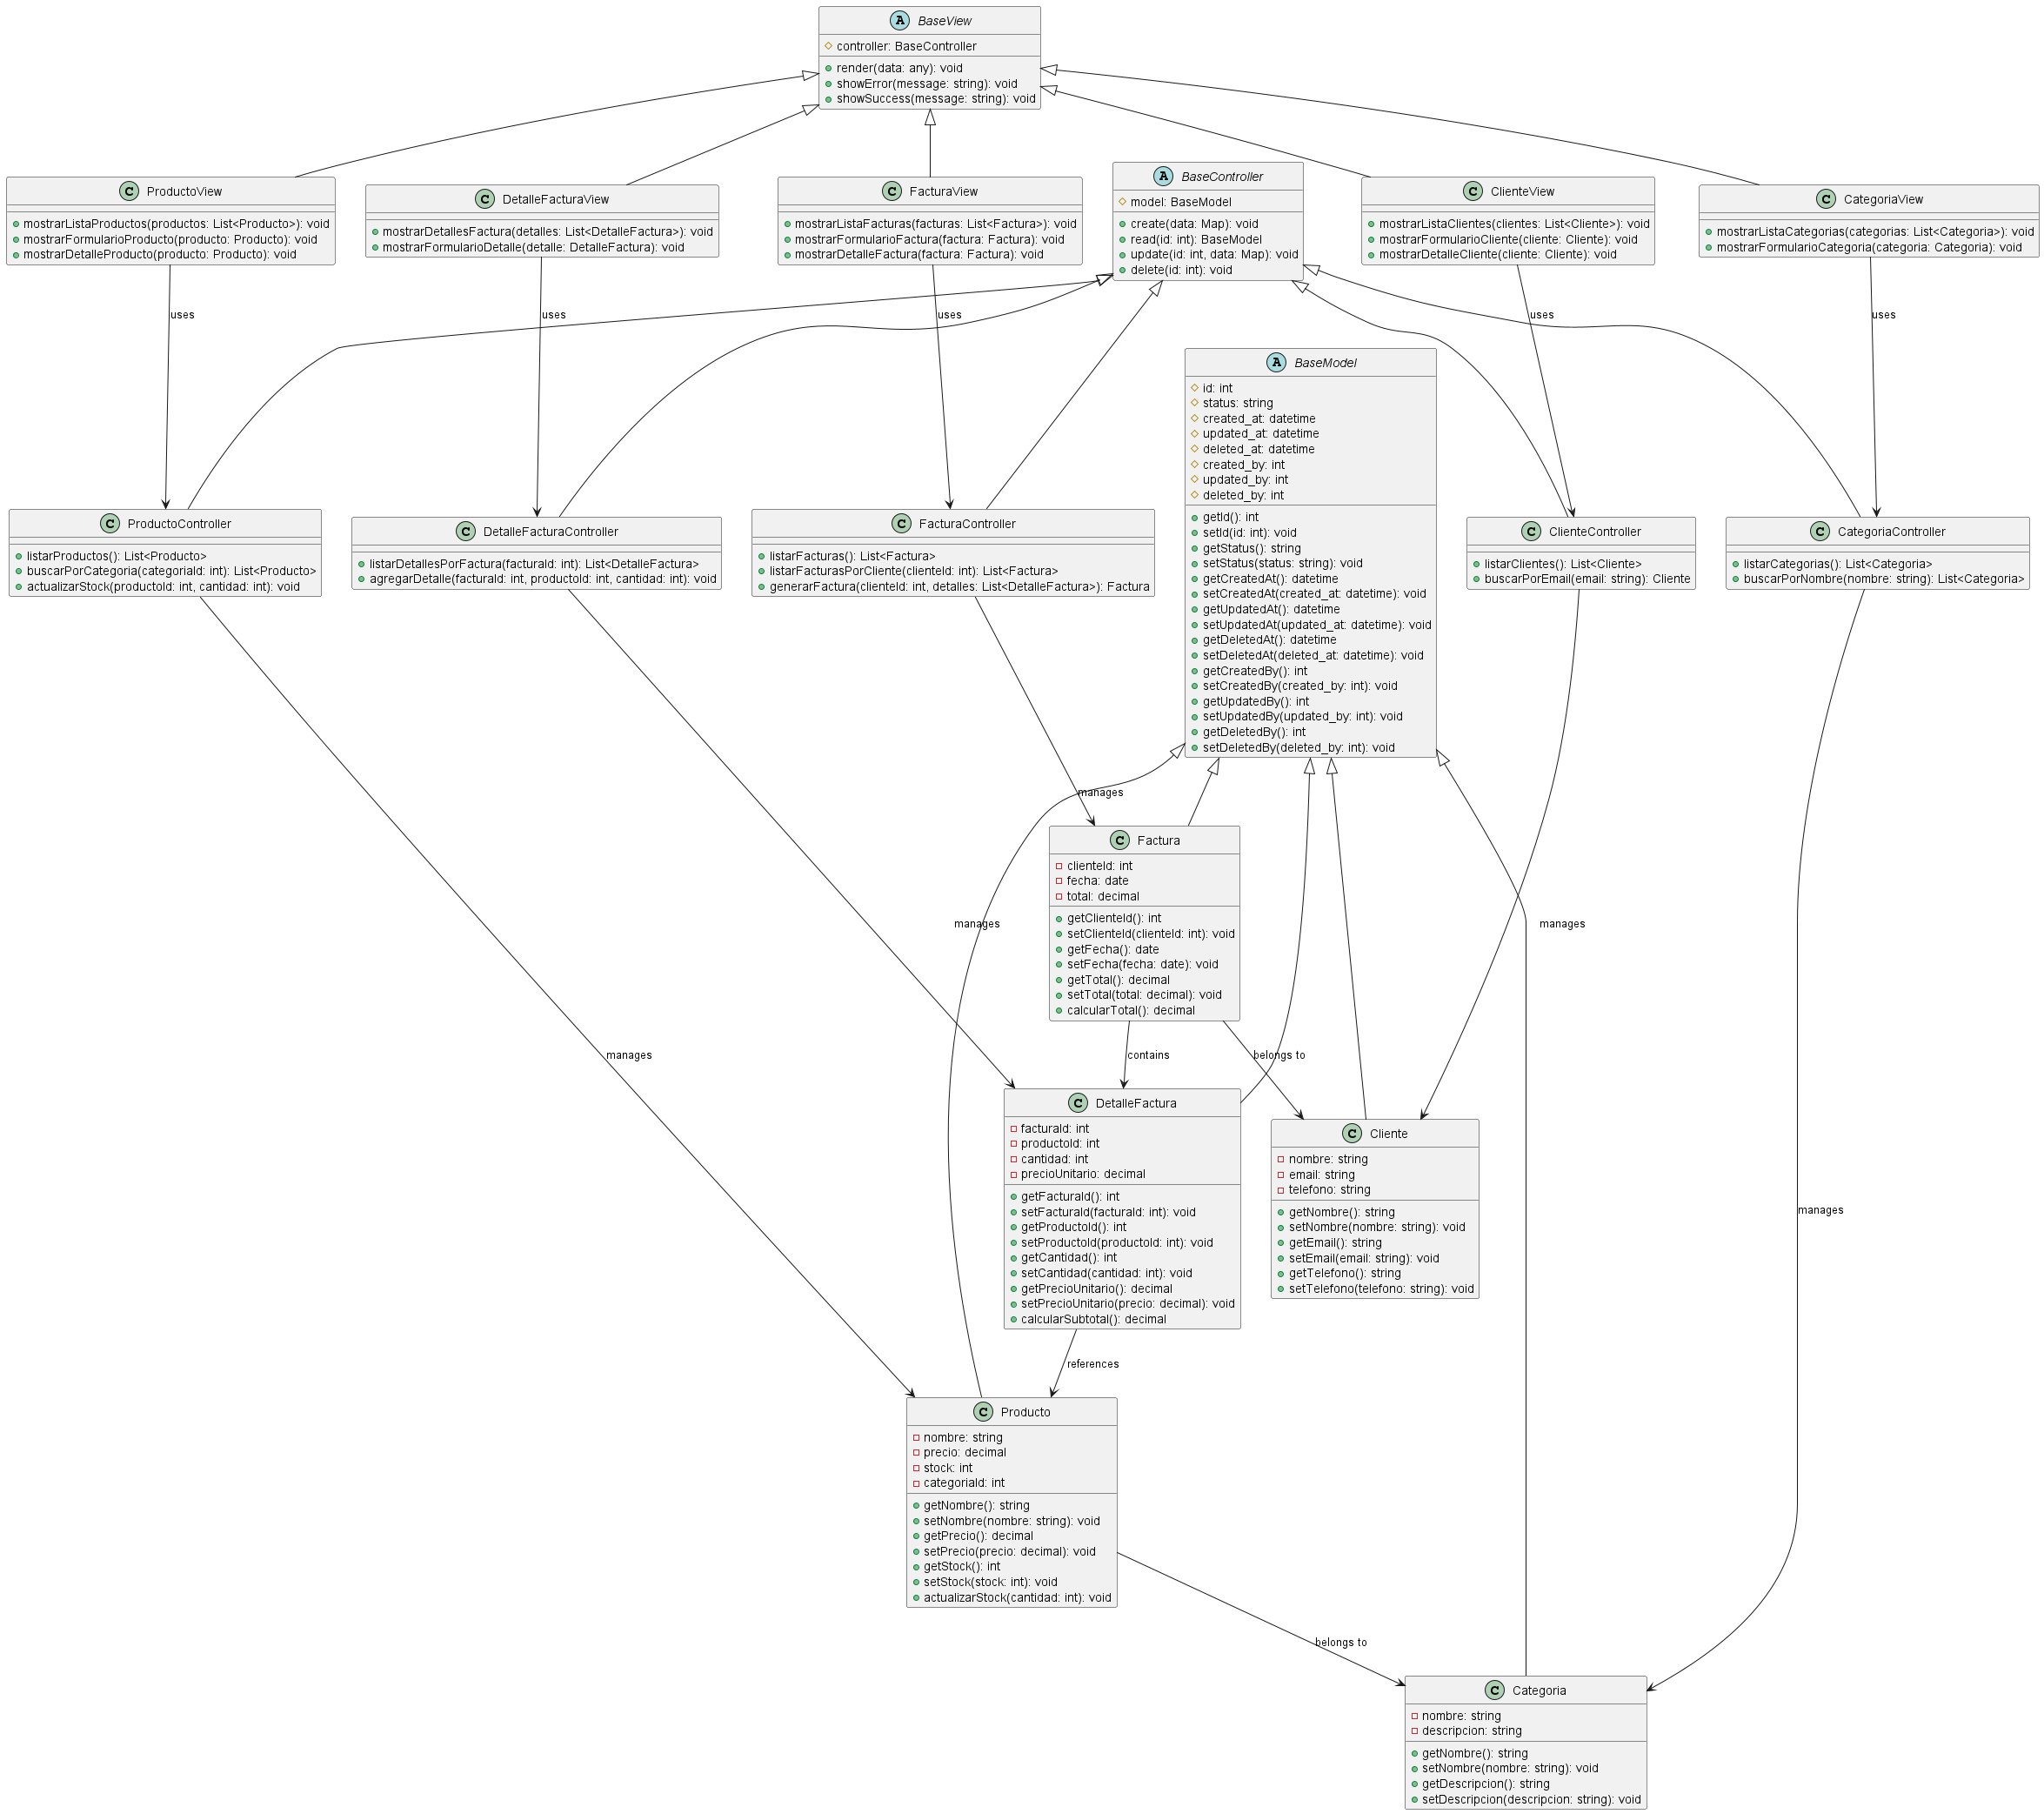 A BaseView
controller: BaseController
render(data: any): void
showError(message: string): void
showSuccess(message: string): void
C ProductoView
mostrarListaProductos(productos: List<Producto>): void
mostrarFormularioProducto(producto: Producto): void
mostrarDetalleProducto(producto: Producto): void
C DetalleFacturaView
mostrarDetallesFactura(detalles: List<DetalleFactura>): void
mostrarFormularioDetalle(detalle: DetalleFactura): void
C FacturaView
mostrarListaFacturas(facturas: List<Factura>): void
mostrarFormularioFactura(factura: Factura): void
mostrarDetalleFactura(factura: Factura): void
A BaseController
model: BaseModel
create(data: Map): void
read(id: int): BaseModel
update(id: int, data: Map): void
delete(id: int): void
C ClienteView
mostrarListaClientes(clientes: List<Cliente>): void
mostrarFormularioCliente(cliente: Cliente): void
mostrarDetalleCliente(cliente: Cliente): void
C CategoriaView
mostrarListaCategorias(categorias: List<Categoria>): void
mostrarFormularioCategoria(categoria: Categoria): void
uses
uses
uses
uses
uses
A BaseModel
id: int
status: string
created_at: datetime
updated_at: datetime
deleted_at: datetime
created_by: int
updated_by: int
deleted_by: int
getId(): int
setId(id: int): void
getStatus(): string
setStatus(status: string): void
getCreatedAt(): datetime
setCreatedAt(created_at: datetime): void
getUpdatedAt(): datetime
setUpdatedAt(updated_at: datetime): void
getDeletedAt(): datetime
setDeletedAt(deleted_at: datetime): void
getCreatedBy(): int
setCreatedBy(created_by: int): void
getUpdatedBy(): int
setUpdatedBy(updated_by: int): void
getDeletedBy(): int
setDeletedBy(deleted_by: int): void
C ProductoController
listarProductos(): List<Producto>
buscarPorCategoria(categoriaId: int): List<Producto>
actualizarStock(productoId: int, cantidad: int): void
C DetalleFacturaController
listarDetallesPorFactura(facturaId: int): List<DetalleFactura>
agregarDetalle(facturaId: int, productoId: int, cantidad: int): void
C FacturaController
listarFacturas(): List<Factura>
listarFacturasPorCliente(clienteId: int): List<Factura>
generarFactura(clienteId: int, detalles: List<DetalleFactura>): Factura
C ClienteController
listarClientes(): List<Cliente>
buscarPorEmail(email: string): Cliente
C CategoriaController
listarCategorias(): List<Categoria>
buscarPorNombre(nombre: string): List<Categoria>
manages
C Factura
clienteId: int
fecha: date
total: decimal
getClienteId(): int
setClienteId(clienteId: int): void
getFecha(): date
setFecha(fecha: date): void
getTotal(): decimal
setTotal(total: decimal): void
calcularTotal(): decimal
manages
manages
manages
contains
belongs to
C DetalleFactura
facturaId: int
productoId: int
cantidad: int
precioUnitario: decimal
getFacturaId(): int
setFacturaId(facturaId: int): void
getProductoId(): int
setProductoId(productoId: int): void
getCantidad(): int
setCantidad(cantidad: int): void
getPrecioUnitario(): decimal
setPrecioUnitario(precio: decimal): void
calcularSubtotal(): decimal
C Cliente
nombre: string
email: string
telefono: string
getNombre(): string
setNombre(nombre: string): void
getEmail(): string
setEmail(email: string): void
getTelefono(): string
setTelefono(telefono: string): void
manages
references
C Producto
nombre: string
precio: decimal
stock: int
categoriaId: int
getNombre(): string
setNombre(nombre: string): void
getPrecio(): decimal
setPrecio(precio: decimal): void
getStock(): int
setStock(stock: int): void
actualizarStock(cantidad: int): void
belongs to
C Categoria
nombre: string
descripcion: string
getNombre(): string
setNombre(nombre: string): void
getDescripcion(): string
setDescripcion(descripcion: string): void